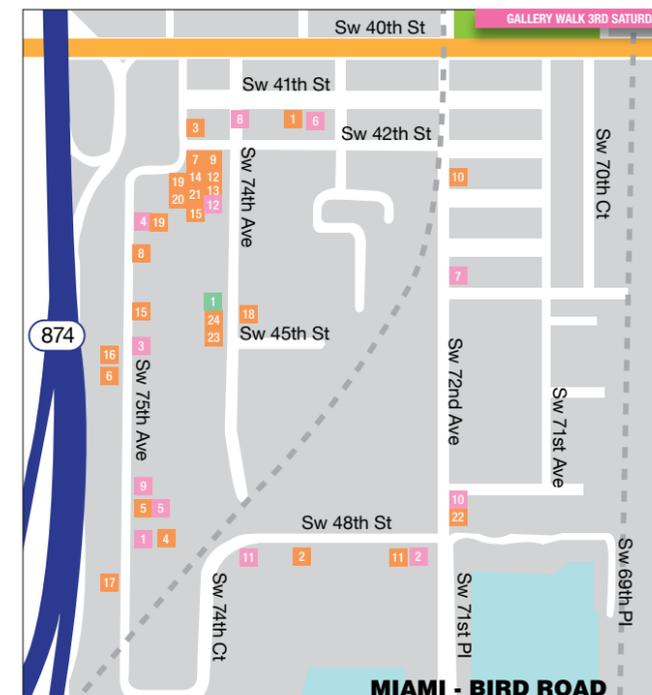 GALLERY WALK 3RD SATURDA
Sw 40th St
Sw 41th St
8
1
6
3
Sw 42th St
7 9
14 12
19
21 13
20
12
15
Sw 74th Ave
10
Sw 70th Ct
4 19
8
7
1
15
24
18
23
Sw 45th St
874
3
16
6
Sw 75th Ave
Sw 72nd Ave
Sw 71st Ave
9
5 5
10
22
1 4
Sw 48th St
11
2
11 2
17
Sw 74th Ct
Sw 71st Pl
Sw 69th Pl
MIAMI - BIRD ROAD